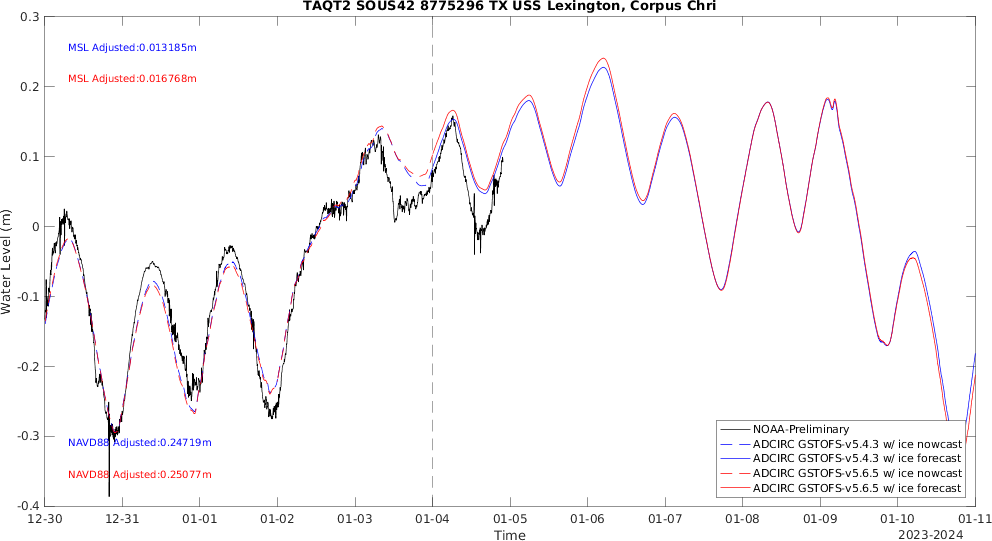 TAQT2 SOUS42 8775296 TX USS Lexington, Corpus Chri
0.3
MSL Adjusted:0.013185m
MSL Adjusted:0.016768m
0.2
0.1
0
Water Level (m)
-0.1
-0.2
-0.3
NAVD88 Adjusted:0.24719m
NAVD88 Adjusted:0.25077m
-0.4
NOAA-Preliminary
ADCIRC GSTOFS-v5.4.3 w/ ice nowcast
ADCIRC GSTOFS-v5.4.3 w/ ice forecast
ADCIRC GSTOFS-v5.6.5 w/ ice nowcast
ADCIRC GSTOFS-v5.6.5 w/ ice forecast
12-30 12-31 01-01 01-02 01-03 01-04 01-05 01-06 01-07 01-08 01-09 01-10 01-11
Time
2023-2024